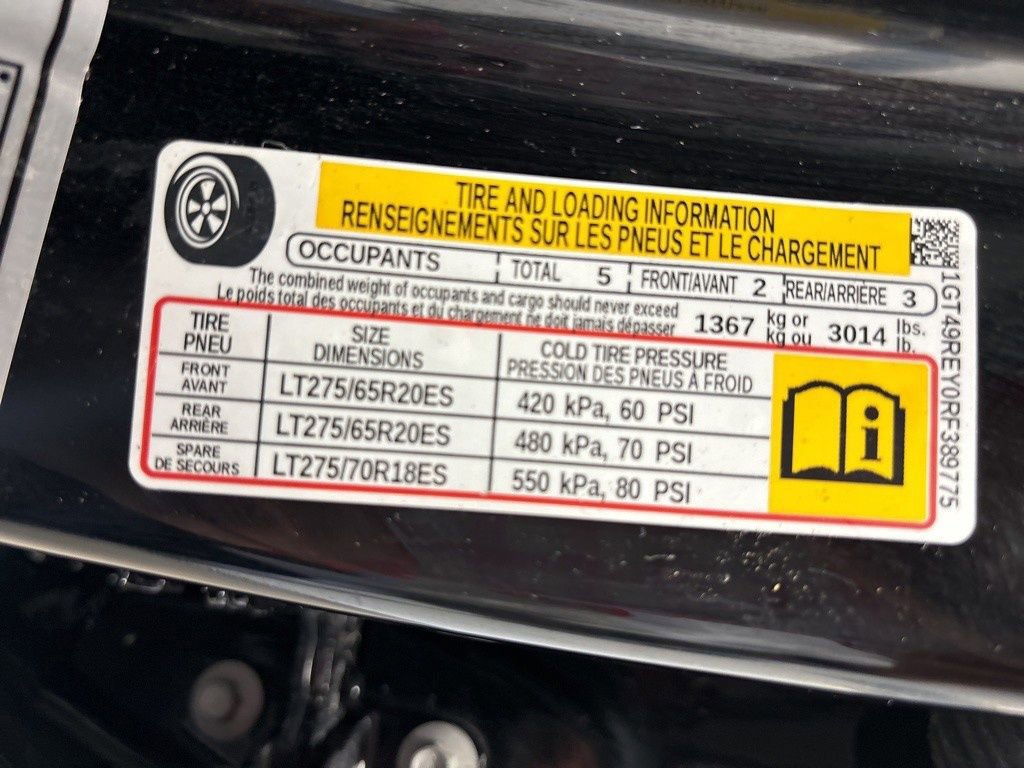 TIRE AND LOADING INFORMATION
RENSEIGNEMENTS SUR LES PNEUS ET LE CHARGEMENT
OCCUPANTS TOTAL 5 FRONT/AVANT 2 REAR/ARRIÈRE 3
The combined weight of occupants and cargo should never exceed
Le poids total des occupants et du chargement ne doit jamais dépasser
1367 kg or 3014 lbs.
kg ou lb.
TIRE SIZE COLD TIRE PRESSURE
PNEU DIMENSIONS PRESSION DES PNEUS À FROID
FRONT
AVANT LT275/65R20ES 420 kPa, 60 PSI
REAR
ARRIÈRE LT275/65R20ES 480 kPa, 70 PSI
SPARE
DE SECOURS LT275/70R18ES 550 kPa, 80 PSI
1GT49REY0RF389775